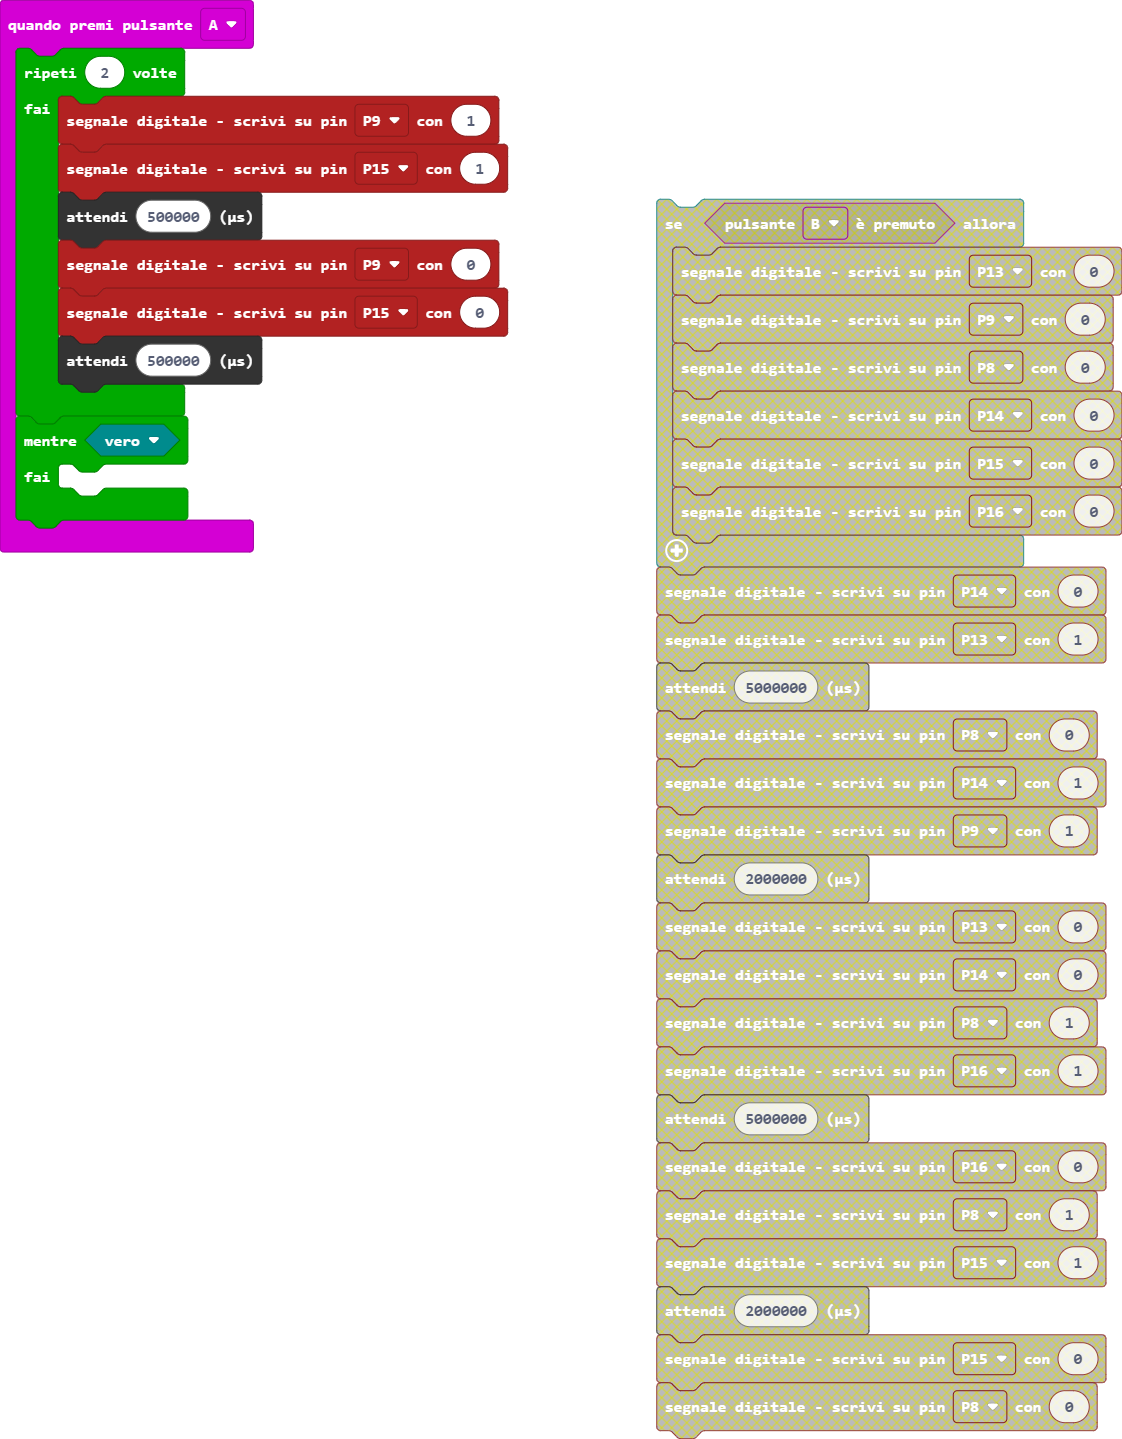 quando premi pulsante A
ripeti 2 volte
fai
segnale digitale - scrivi su pin P9 con 1
segnale digitale - scrivi su pin P15 con 1
attendi 500000 (µs)
segnale digitale - scrivi su pin P9 con 0
segnale digitale - scrivi su pin P15 con 0
attendi 500000 (µs)
mentre vero
fai
se pulsante B è premuto allora
segnale digitale - scrivi su pin P13 con 0
segnale digitale - scrivi su pin P9 con 0
segnale digitale - scrivi su pin P8 con 0
segnale digitale - scrivi su pin P14 con 0
segnale digitale - scrivi su pin P15 con 0
segnale digitale - scrivi su pin P16 con 0
segnale digitale - scrivi su pin P14 con 0
segnale digitale - scrivi su pin P13 con 1
attendi 5000000 (µs)
segnale digitale - scrivi su pin P8 con 0
segnale digitale - scrivi su pin P14 con 1
segnale digitale - scrivi su pin P9 con 1
attendi 2000000 (µs)
segnale digitale - scrivi su pin P13 con 0
segnale digitale - scrivi su pin P14 con 0
segnale digitale - scrivi su pin P8 con 1
segnale digitale - scrivi su pin P16 con 1
attendi 5000000 (µs)
segnale digitale - scrivi su pin P16 con 0
segnale digitale - scrivi su pin P8 con 1
segnale digitale - scrivi su pin P15 con 1
attendi 2000000 (µs)
segnale digitale - scrivi su pin P15 con 0
segnale digitale - scrivi su pin P8 con 0